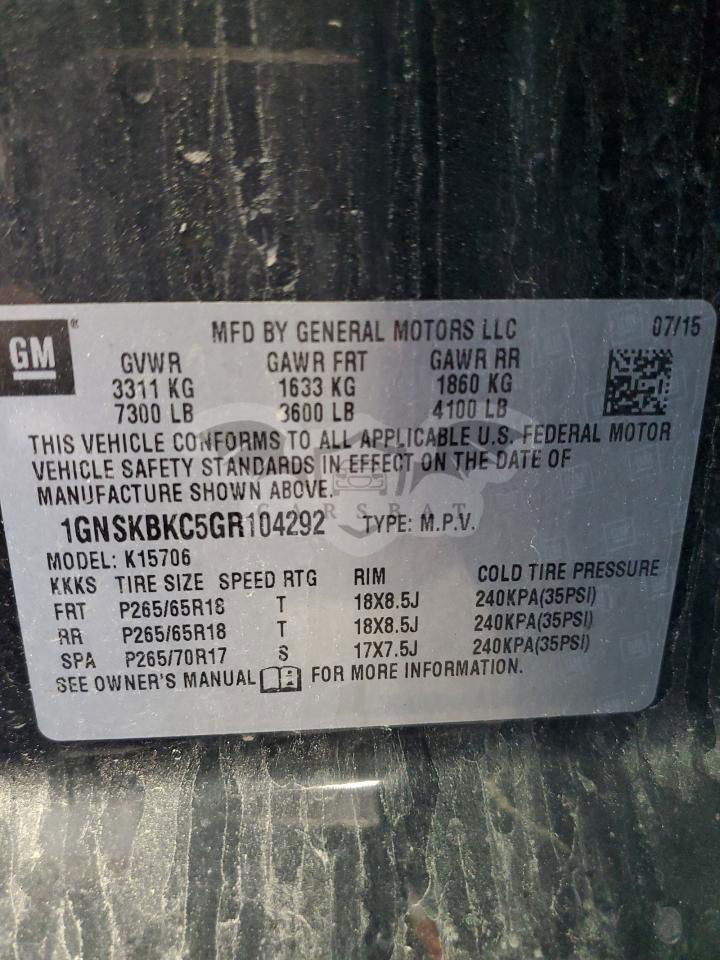 GM®
MFD BY GENERAL MOTORS LLC 07/15
GVWR GAWR FRT GAWR RR
3311 KG 1633 KG 1860 KG
7300 LB 3600 LB 4100 LB
THIS VEHICLE CONFORMS TO ALL APPLICABLE U.S. FEDERAL MOTOR
VEHICLE SAFETY STANDARDS IN EFFECT ON THE DATE OF
MANUFACTURE SHOWN ABOVE.
CARSBAT
1GNSKBKC5GR104292 TYPE: M.P.V.
MODEL: K15706
KKKS TIRE SIZE SPEED RTG RIM COLD TIRE PRESSURE
FRT P265/65R18 T 18X8.5J 240KPA(35PSI)
RR P265/65R18 T 18X8.5J 240KPA(35PSI)
SPA P265/70R17 S 17X7.5J 240KPA(35PSI)
SEE OWNER'S MANUAL FOR MORE INFORMATION.